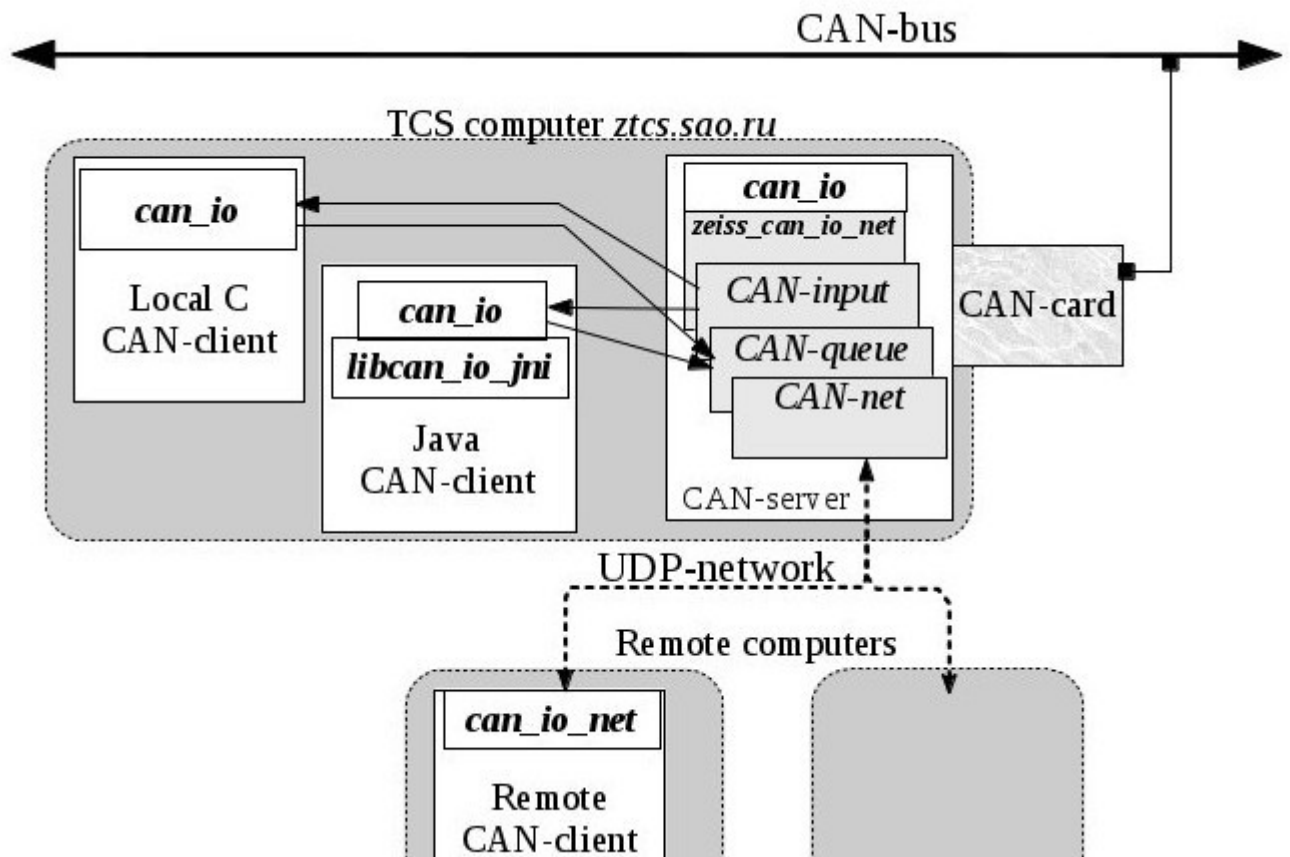 CAN-bus
TCS computer ztcs.sao.ru
can_io
Local C
CAN-client
can_io
libcan_io_jni
Java
CAN-client
can_io
zeiss_can_io_net
CAN-input
CAN-queue
CAN-net
CAN-server
CAN-card
UDP-network
Remote computers
can_io_net
Remote
CAN-client